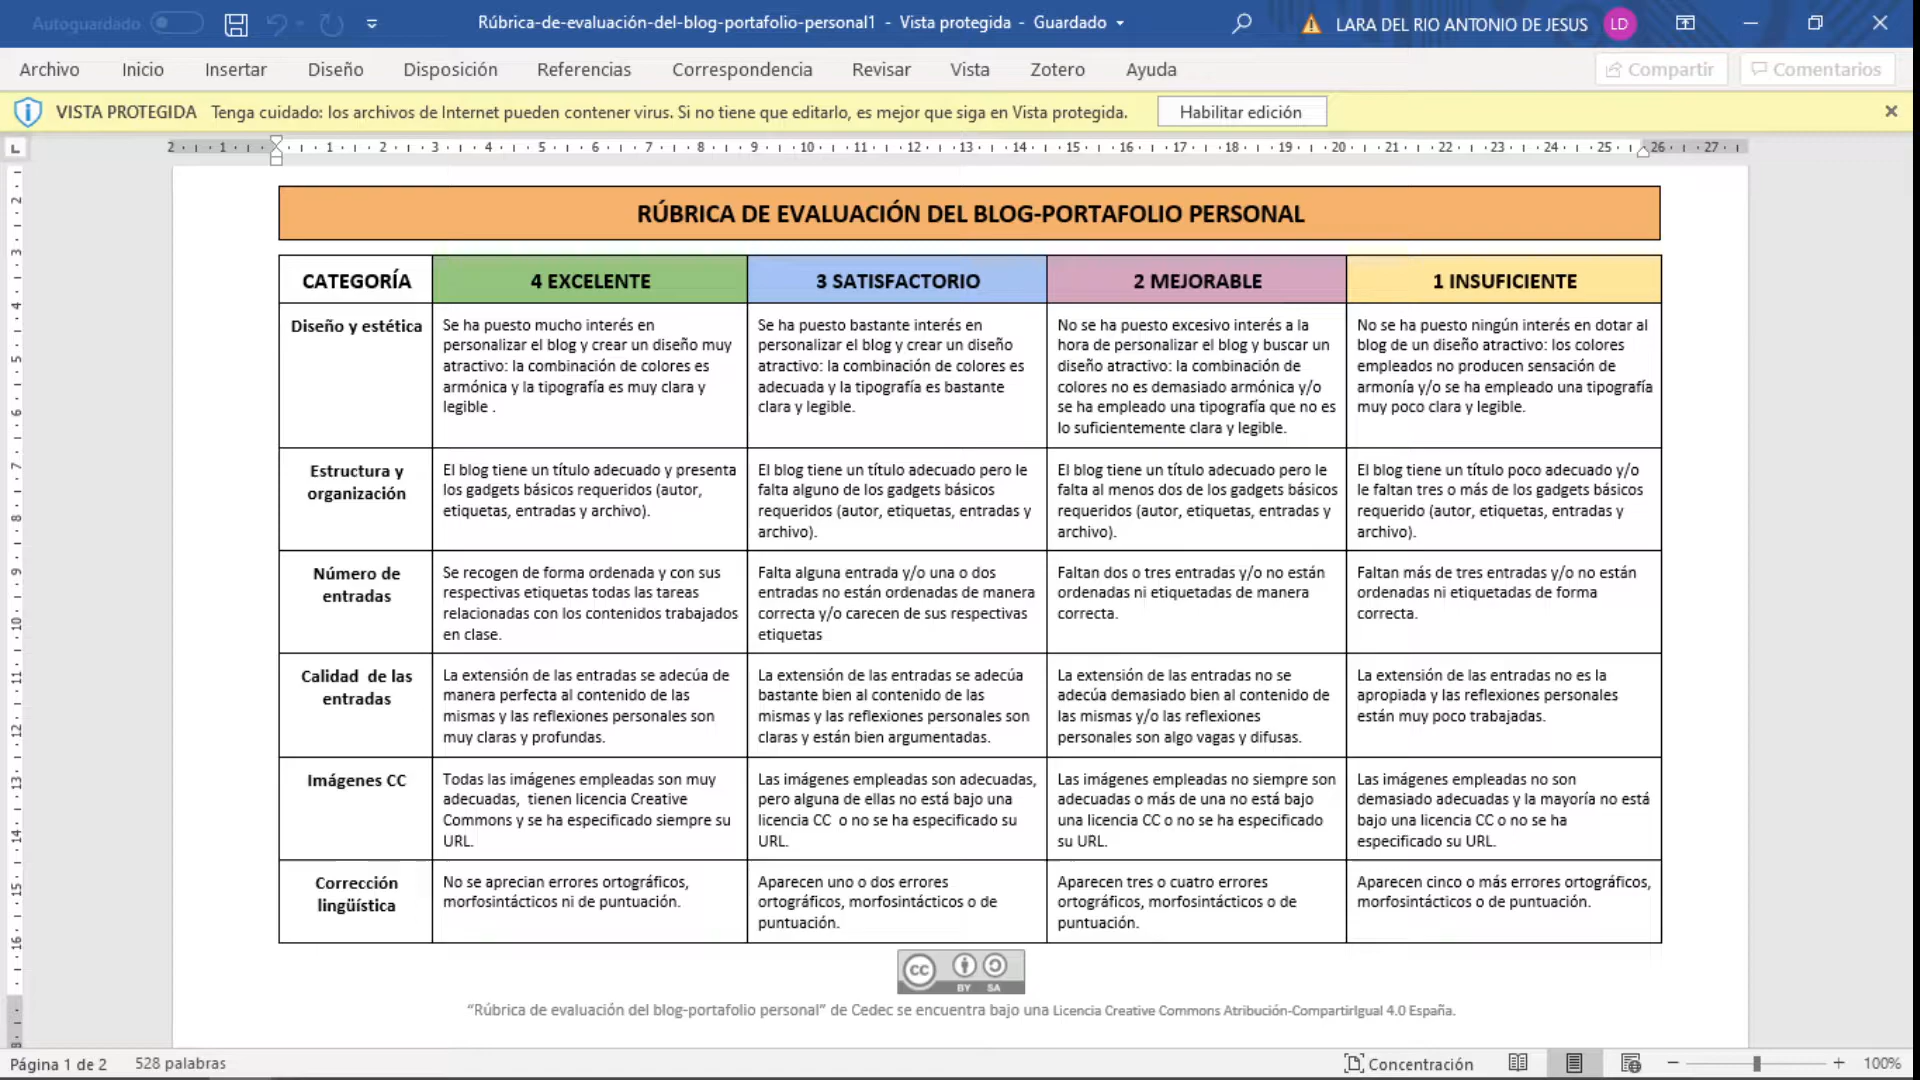 Autoguardado
Rúbrica-de-evaluación-del-blog-portafolio-personal1 - Vista protegida - Guardado
LARA DEL RIO ANTONIO DE JESUS
LD
Archivo Inicio Insertar Diseño Disposición Referencias Correspondencia Revisar Vista Zotero Ayuda
Compartir
Comentarios
VISTA PROTEGIDA Tenga cuidado: los archivos de Internet pueden contener virus. Si no tiene que editarlo, es mejor que siga en Vista protegida.
Habilitar edición
2 1 1 2 3 4 5 6 7 8 9 10 11 12 13 14 15 16 17 18 19 20 21 22 23 24 25 26 27
RÚBRICA DE EVALUACIÓN DEL BLOG-PORTAFOLIO PERSONAL
CATEGORÍA
4 EXCELENTE
3 SATISFACTORIO
2 MEJORABLE
1 INSUFICIENTE
Diseño y estética
Se ha puesto mucho interés en
personalizar el blog y crear un diseño muy
atractivo: la combinación de colores es
armónica y la tipografía es muy clara y
legible .
Se ha puesto bastante interés en
personalizar el blog y crear un diseño
atractivo: la combinación de colores es
adecuada y la tipografía es bastante
clara y legible.
No se ha puesto excesivo interés a la
hora de personalizar el blog y buscar un
diseño atractivo: la combinación de
colores no es demasiado armónica y/o
se ha empleado una tipografía que no es
lo suficientemente clara y legible.
No se ha puesto ningún interés en dotar al
blog de un diseño atractivo: los colores
empleados no producen sensación de
armonía y/o se ha empleado una tipografía
muy poco clara y legible.
Estructura y
organización
El blog tiene un título adecuado y presenta
los gadgets básicos requeridos (autor,
etiquetas, entradas y archivo).
El blog tiene un título adecuado pero le
falta alguno de los gadgets básicos
requeridos (autor, etiquetas, entradas y
archivo).
El blog tiene un título adecuado pero le
falta al menos dos de los gadgets básicos
requeridos (autor, etiquetas, entradas y
archivo).
El blog tiene un título poco adecuado y/o
le faltan tres o más de los gadgets básicos
requerido (autor, etiquetas, entradas y
archivo).
Número de
entradas
Se recogen de forma ordenada y con sus
respectivas etiquetas todas las tareas
relacionadas con los contenidos trabajados
en clase.
Falta alguna entrada y/o una o dos
entradas no están ordenadas de manera
correcta y/o carecen de sus respectivas
etiquetas
Faltan dos o tres entradas y/o no están
ordenadas ni etiquetadas de manera
correcta.
Faltan más de tres entradas y/o no están
ordenadas ni etiquetadas de forma
correcta.
Calidad de las
entradas
La extensión de las entradas se adecúa de
manera perfecta al contenido de las
mismas y las reflexiones personales son
muy claras y profundas.
La extensión de las entradas se adecúa
bastante bien al contenido de las
mismas y las reflexiones personales son
claras y están bien argumentadas.
La extensión de las entradas no se
adecúa demasiado bien al contenido de
las mismas y/o las reflexiones
personales son algo vagas y difusas.
La extensión de las entradas no es la
apropiada y las reflexiones personales
están muy poco trabajadas.
Imágenes CC
Todas las imágenes empleadas son muy
adecuadas, tienen licencia Creative
Commons y se ha especificado siempre su
URL.
Las imágenes empleadas son adecuadas,
pero alguna de ellas no está bajo una
licencia CC o no se ha especificado su
URL.
Las imágenes empleadas no siempre son
adecuadas o más de una no está bajo
una licencia CC o no se ha especificado
su URL.
Las imágenes empleadas no son
demasiado adecuadas y la mayoría no está
bajo una licencia CC o no se ha
especificado su URL.
Corrección
lingüística
No se aprecian errores ortográficos,
morfosintácticos ni de puntuación.
Aparecen uno o dos errores
ortográficos, morfosintácticos o de
puntuación.
Aparecen tres o cuatro errores
ortográficos, morfosintácticos o de
puntuación.
Aparecen cinco o más errores ortográficos,
morfosintácticos o de puntuación.
cc BY SA
“Rúbrica de evaluación del blog-portafolio personal” de Cedec se encuentra bajo una Licencia Creative Commons Atribución-CompartirIgual 4.0 España.
Página 1 de 2 528 palabras
Concentración
100%